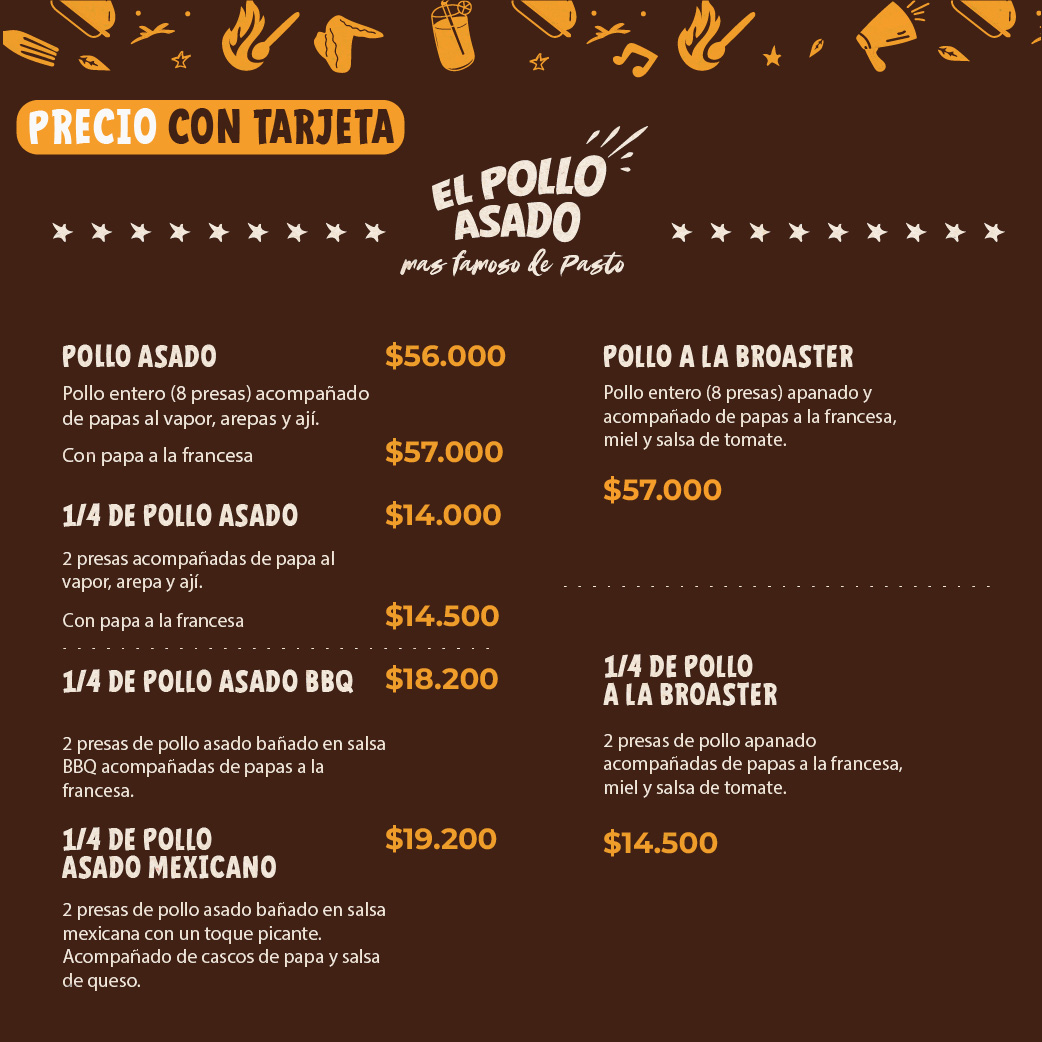 PRECIO CON TARJETA
EL POLLO
ASADO
mas famoso de Pasto
POLLO ASADO $56.000
Pollo entero (8 presas) acompañado
de papas al vapor, arepas y ají.
Con papa a la francesa $57.000
1/4 DE POLLO ASADO $14.000
2 presas acompañadas de papa al
vapor, arepa y ají.
Con papa a la francesa $14.500
1/4 DE POLLO ASADO BBQ $18.200
2 presas de pollo asado bañado en salsa
BBQ acompañadas de papas a la
francesa.
1/4 DE POLLO $19.200
ASADO MEXICANO
2 presas de pollo asado bañado en salsa
mexicana con un toque picante.
Acompañado de cascos de papa y salsa
de queso.
POLLO A LA BROASTER
Pollo entero (8 presas) apanado y
acompañado de papas a la francesa,
miel y salsa de tomate.
$57.000
1/4 DE POLLO
A LA BROASTER
2 presas de pollo apanado
acompañadas de papas a la francesa,
miel y salsa de tomate.
$14.500